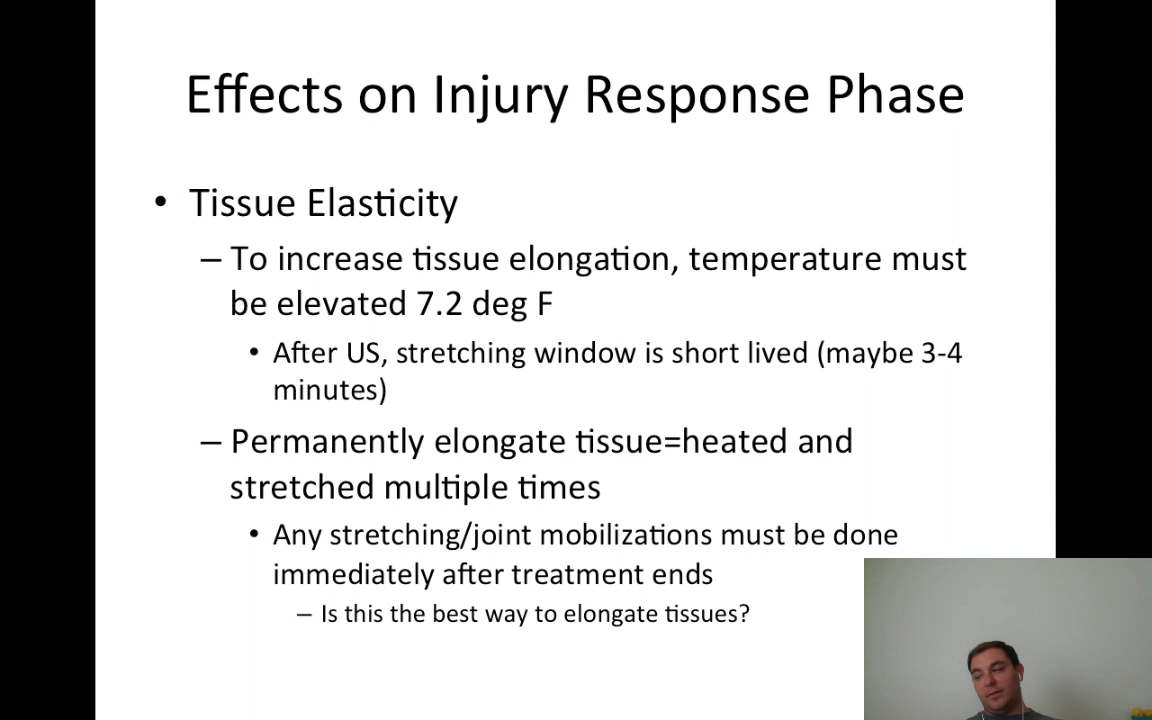 Effects on Injury Response Phase
• Tissue Elasticity
– To increase tissue elongation, temperature must
be elevated 7.2 deg F
• After US, stretching window is short lived (maybe 3-4
minutes)
– Permanently elongate tissue=heated and
stretched multiple times
• Any stretching/joint mobilizations must be done
immediately after treatment ends
– Is this the best way to elongate tissues?